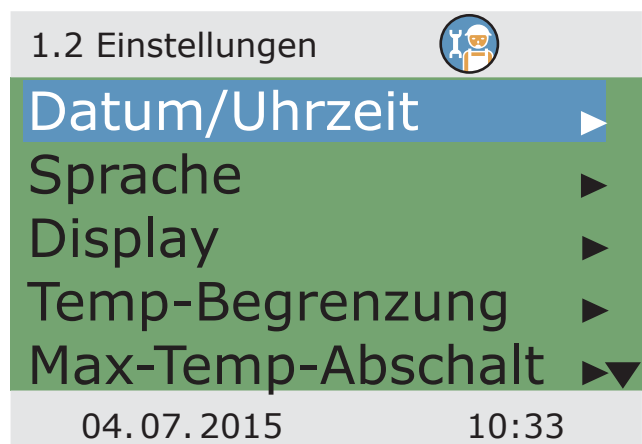 1.2 Einstellungen
Datum/Uhrzeit
Sprache
Display
Temp-Begrenzung
Max-Temp-Abschalt
04.07.2015 10:33